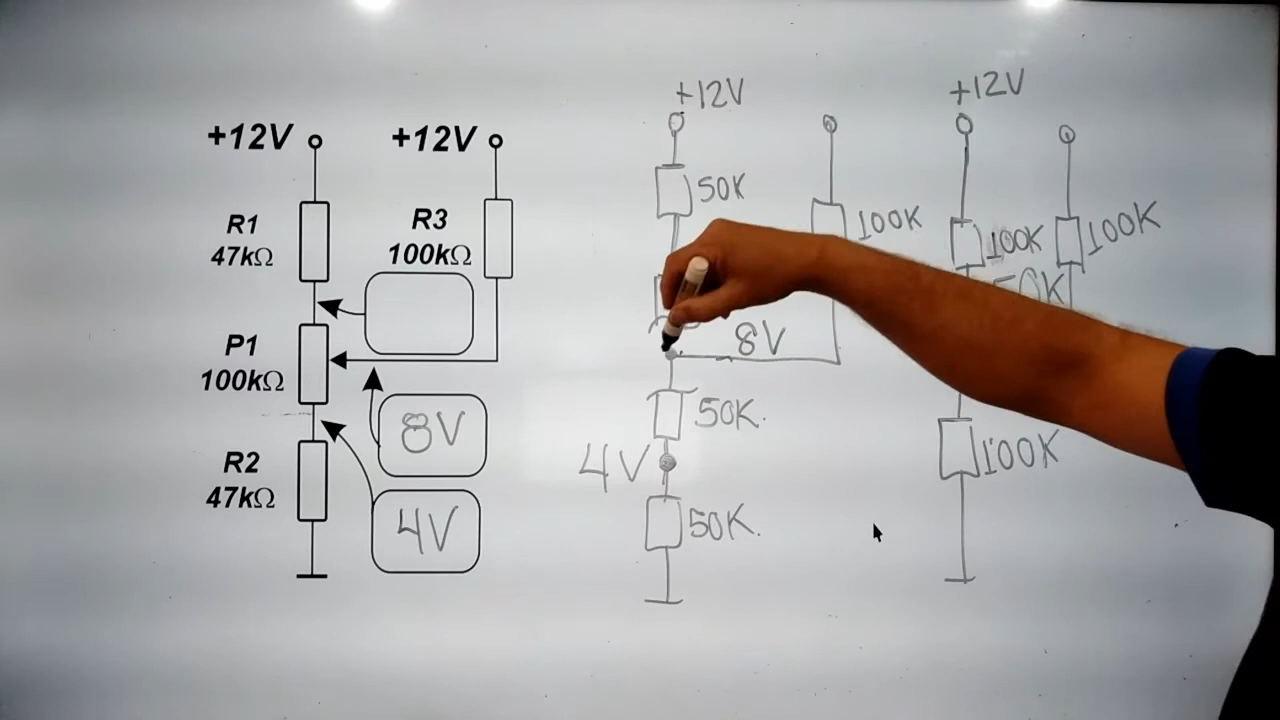 +12V
R1
47kΩ
P1
100kΩ
R2
47kΩ
+12V
R3
100kΩ
8V
4V
+12V
50K
100K
8V
50K.
4V
50K.
+12V
100K
100K
50K
100K